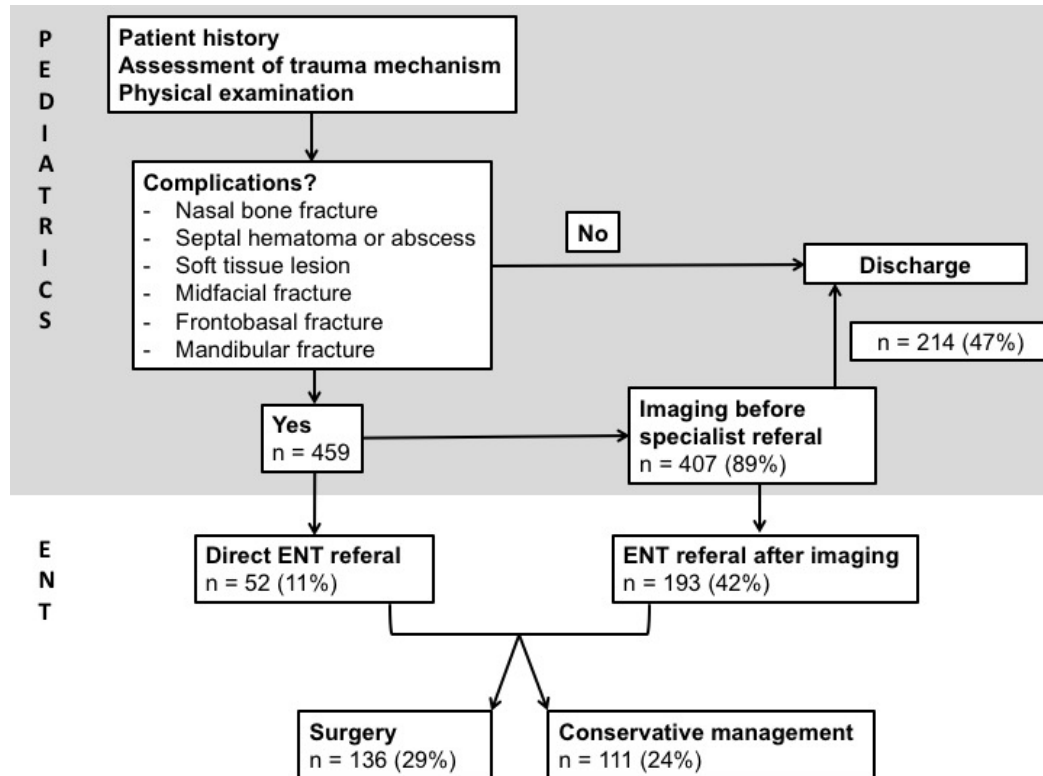 PEDIATRICS
Patient history
Assessment of trauma mechanism
Physical examination
Complications?
- Nasal bone fracture
- Septal hematoma or abscess
- Soft tissue lesion
- Midfacial fracture
- Frontobasal fracture
- Mandibular fracture
No
Discharge
n = 214 (47%)
Yes
n = 459
Imaging before
specialist referal
n = 407 (89%)
ENT
Direct ENT referal
n = 52 (11%)
ENT referal after imaging
n = 193 (42%)
Surgery
n = 136 (29%)
Conservative management
n = 111 (24%)